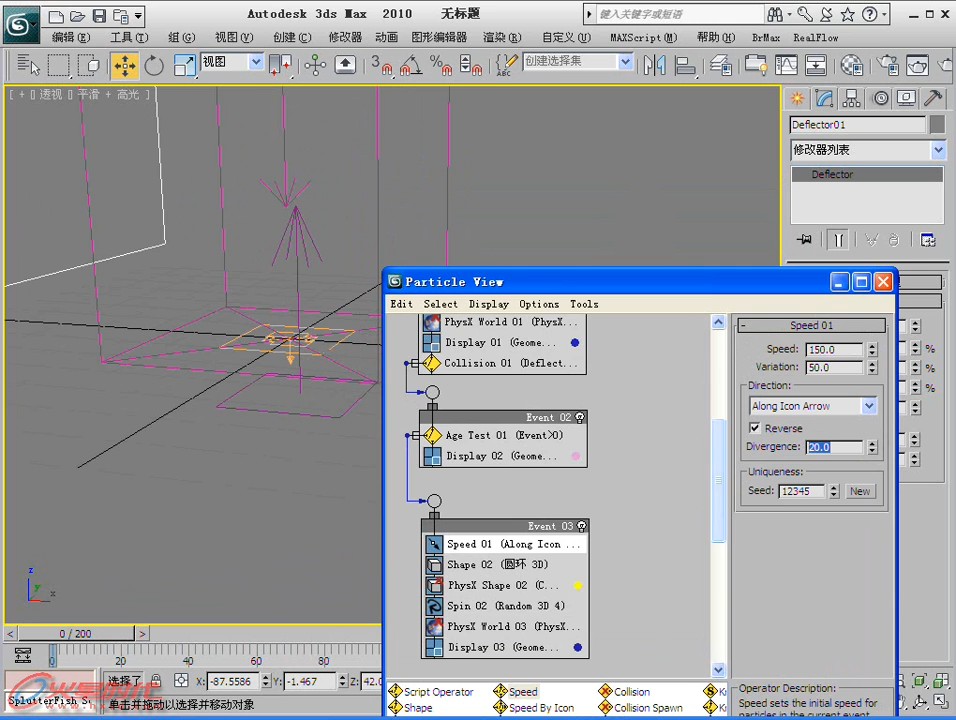 Autodesk 3ds Max 2010 无标题
键入关键字或短语
编辑(E) 工具(T) 组(G) 视图(V) 创建(C) 修改器 动画 图形编辑器 渲染(R) 自定义(U) MAXScript(M) 帮助(H) BrMax RealFlow
视图 3 % ABC 创建选择集
[ + [] 透视 [] 平滑 + 高光 ]
Deflector01
修改器列表
Deflector
Particle View
Edit Select Display Options Tools
PhysX World 01 (PhysX...
Display 01 (Geome...
Collision 01 (Deflect...
Event 02
Age Test 01 (Event>0)
Display 02 (Geome...
Event 03
Speed 01 (Along Icon ...
Shape 02 (圆环 3D)
PhysX Shape 02 (C...
Spin 02 (Random 3D 4)
PhysX World 03 (PhysX...
Display 03 (Geome...
- Speed 01
Speed: 150.0
Variation: 50.0
Direction:
Along Icon Arrow
Reverse
Divergence: 20.0
Uniqueness:
Seed: 12345 New
%
%
%
Script Operator Speed Collision
Shape Speed By Icon Collision Spawn
Operator Description:
Speed sets the initial speed for
particles in the current event
z
y
x
< 0 / 200 >
0 20 40 60 80
选择了 X: -87.5586 Y: -1.467 Z: 42.0
单击并拖动以选择并移动对象